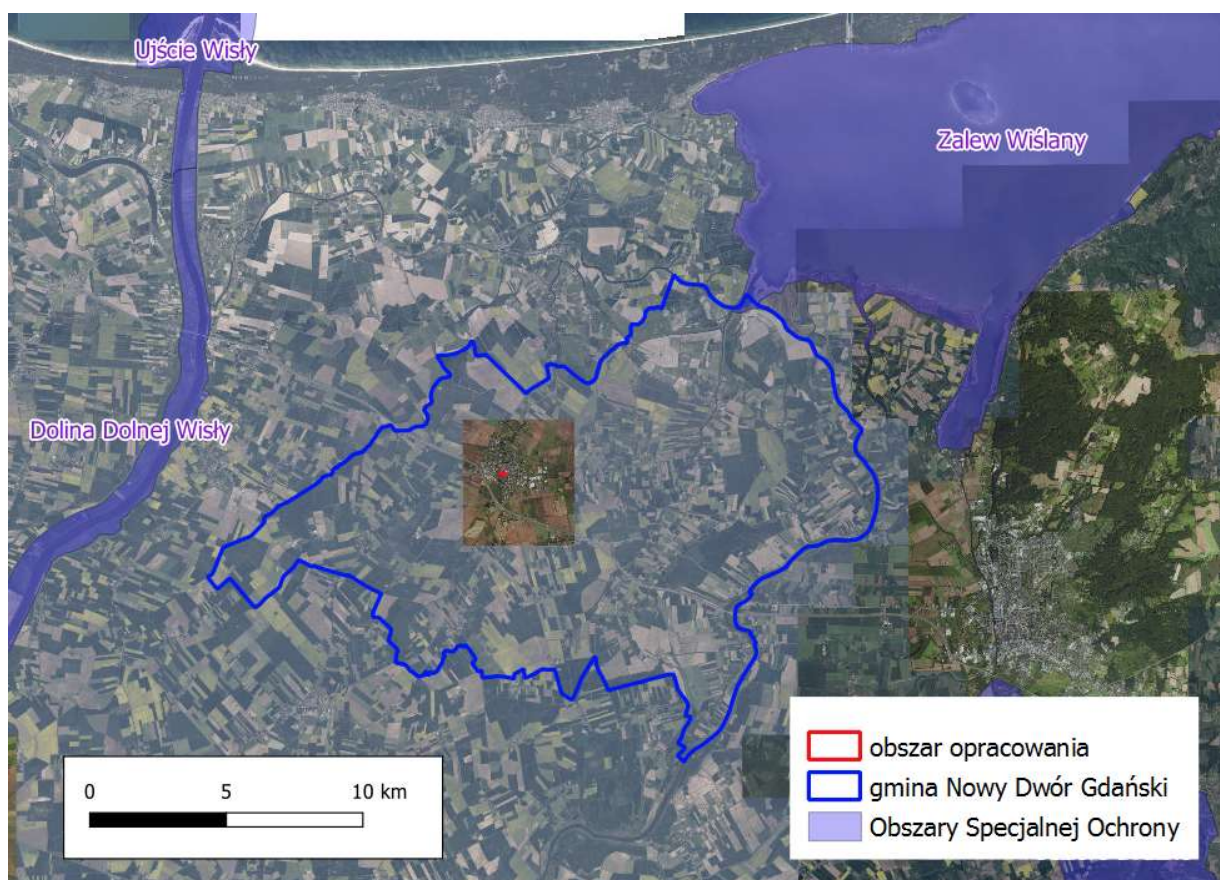 Ujście Wisły
Zalew Wiślany
Dolina Dolnej Wisły
0 5 10 km
obszar opracowania
gmina Nowy Dwór Gdański
Obszary Specjalnej Ochrony